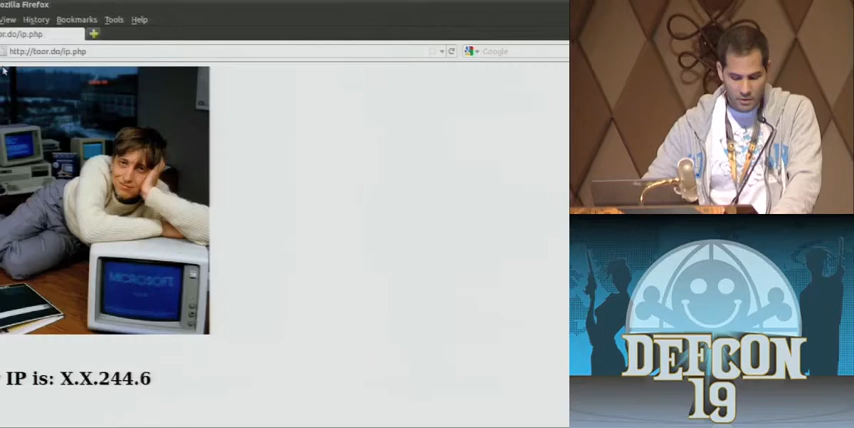 ozilla Firefox
View History Bookmarks Tools Help
or.do/ip.php
http://toor.do/ip.php
Google
MICROSOFT
IP is: X.X.244.6
DEFCON
19